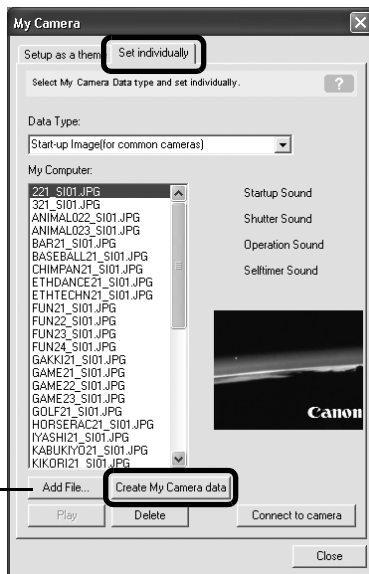 My Camera
Setup as a theme Set individually
Select My Camera Data type and set individually. ?
Data Type:
Start-up Image(for common cameras)
My Computer:
221_SI01.JPG
321_SI01.JPG
ANIMAL022_SI01.JPG
ANIMAL023_SI01.JPG
BAR21_SI01.JPG
BASEBALL21_SI01.JPG
CHIMPAN21_SI01.JPG
ETHDANCE21_SI01.JPG
ETHTECHN21_SI01.JPG
FUN21_SI01.JPG
FUN22_SI01.JPG
FUN23_SI01.JPG
FUN24_SI01.JPG
GAKKI21_SI01.JPG
GAME21_SI01.JPG
GAME22_SI01.JPG
GAME23_SI01.JPG
GOLF21_SI01.JPG
HORSERAC21_SI01.JPG
IYASHI21_SI01.JPG
KABUKIYO21_SI01.JPG
KIKORI21_SI01.JPG
Startup Sound
Shutter Sound
Operation Sound
Selftimer Sound
Canon
Add File... Create My Camera data
Play Delete Connect to camera
Close